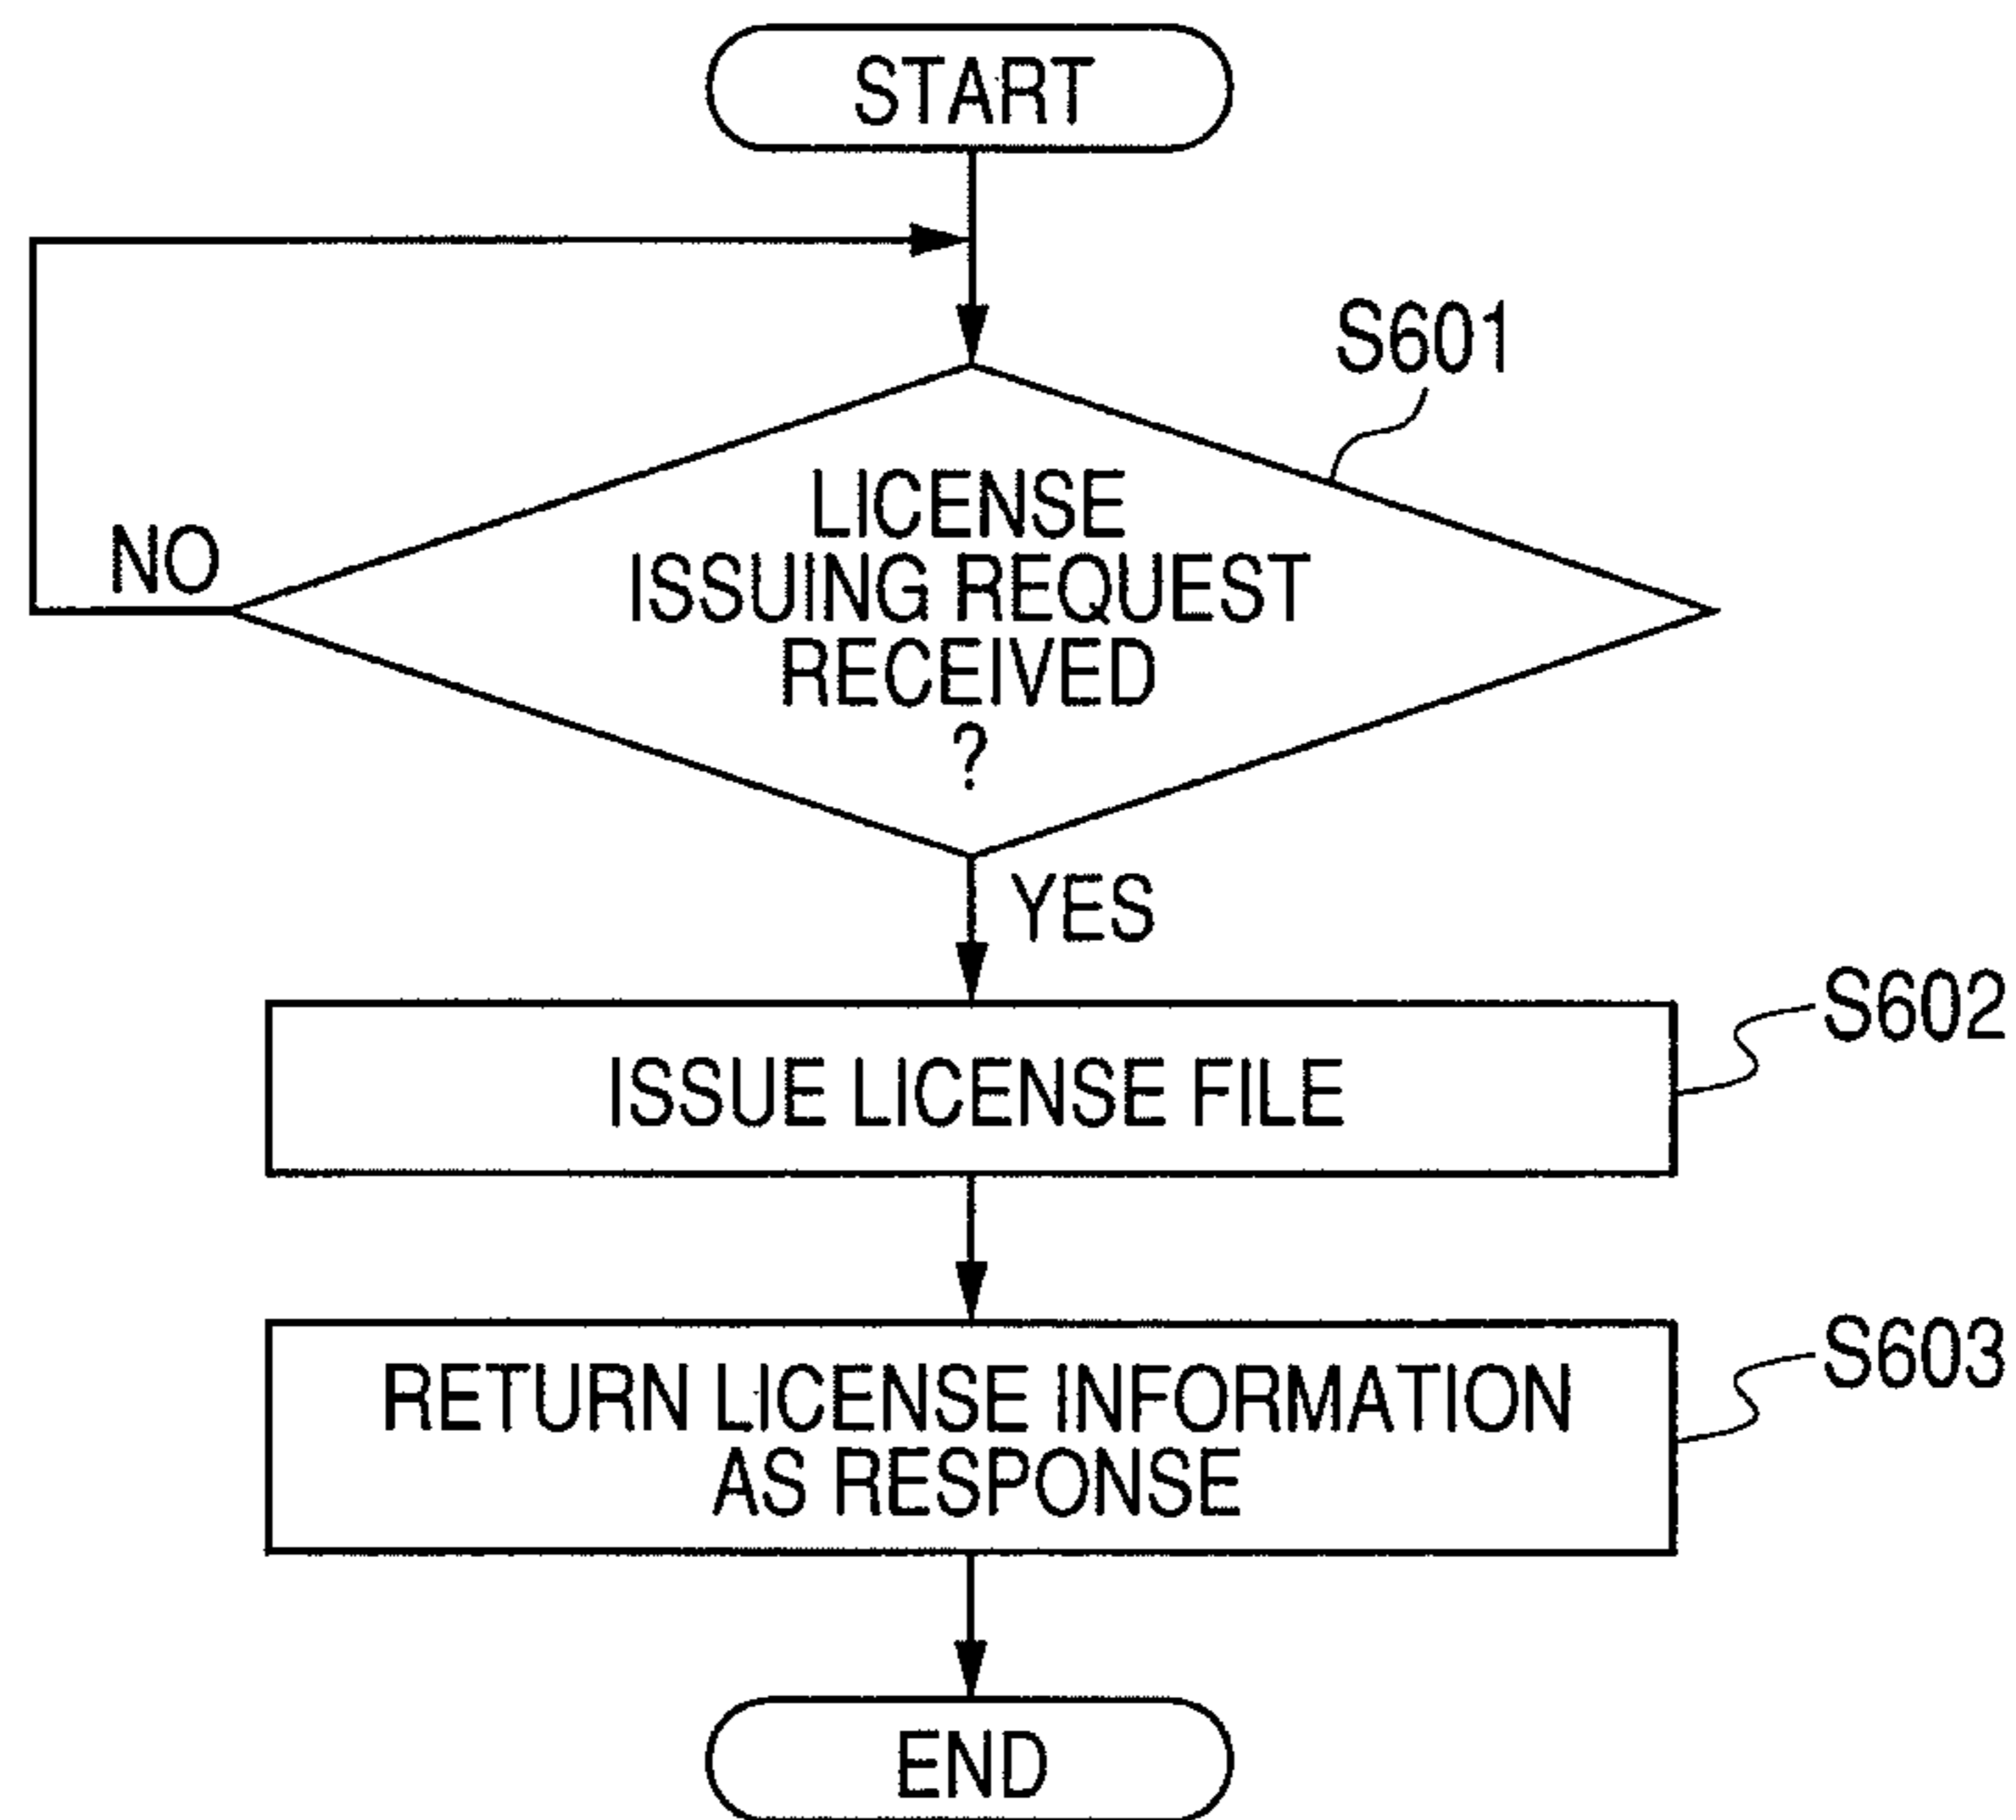 START
S601
LICENSE
ISSUING REQUEST
RECEIVED
?
NO
YES
ISSUE LICENSE FILE
S602
RETURN LICENSE INFORMATION
AS RESPONSE
S603
END